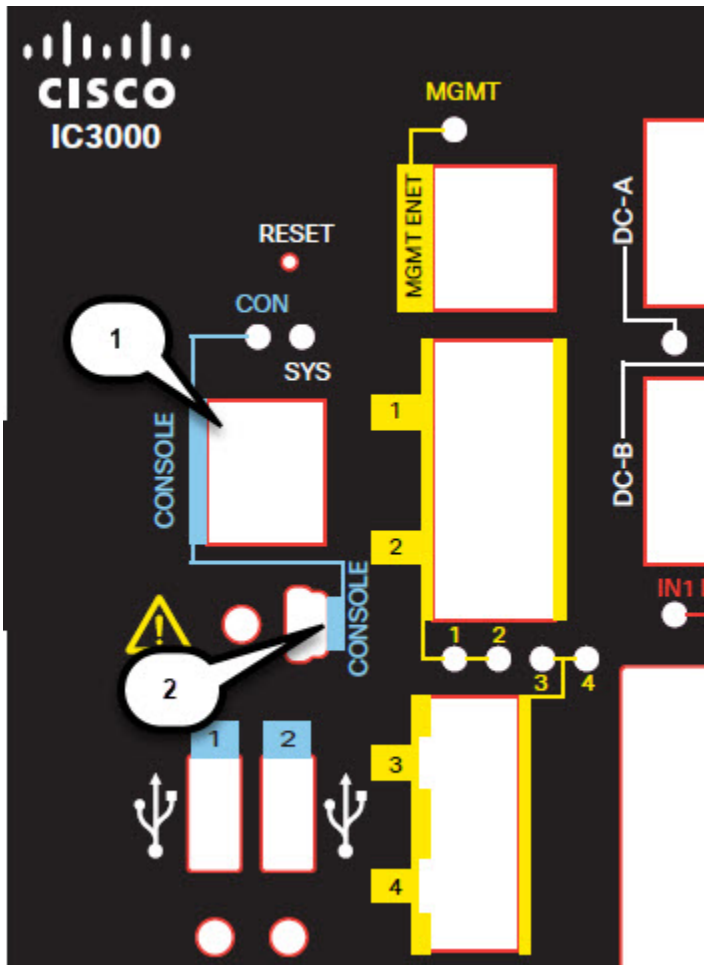 CISCO
IC3000
MGMT
MGMT ENET
DC-A
RESET
CON
SYS
1
CONSOLE
1
2
DC-B
CONSOLE
IN1
1 2
3 4
2
1 2
3
4